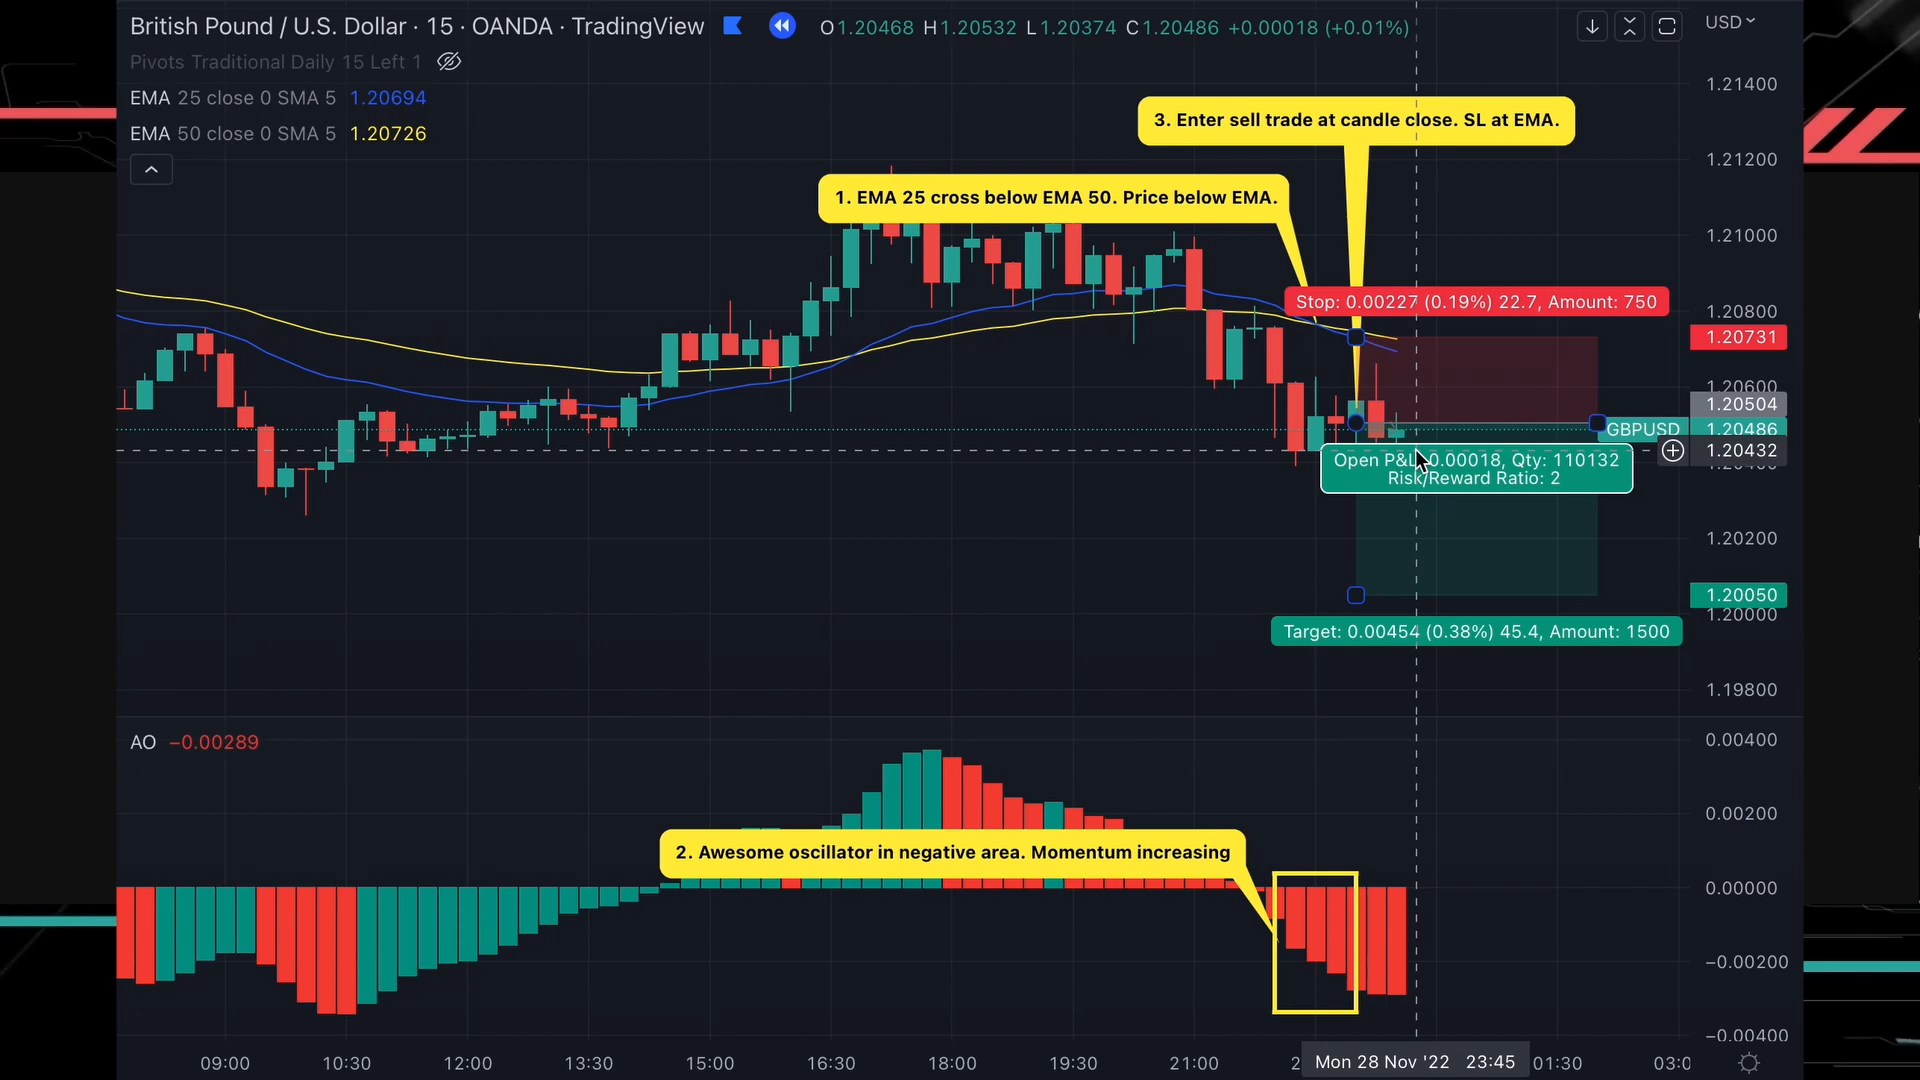 British Pound / U.S. Dollar · 15 · OANDA · TradingView
O1.20468 H1.20532 L1.20374 C1.20486 +0.00018 (+0.01%)
USD
Pivots Traditional Daily 15 Left 1
EMA 25 close 0 SMA 5 1.20694
EMA 50 close 0 SMA 5 1.20726
3. Enter sell trade at candle close. SL at EMA.
1. EMA 25 cross below EMA 50. Price below EMA.
Stop: 0.00227 (0.19%) 22.7, Amount: 750
1.21400
1.21200
1.21000
1.20800
1.20731
1.20600
1.20504
GBPUSD 1.20486
1.20432
Open P&L: 0.00018, Qty: 110132
Risk/Reward Ratio: 2
1.20200
1.20050
1.20000
Target: 0.00454 (0.38%) 45.4, Amount: 1500
1.19800
AO −0.00289
0.00400
0.00200
2. Awesome oscillator in negative area. Momentum increasing
0.00000
−0.00200
−0.00400
09:00 10:30 12:00 13:30 15:00 16:30 18:00 19:30 21:00 Mon 28 Nov '22 23:45 01:30